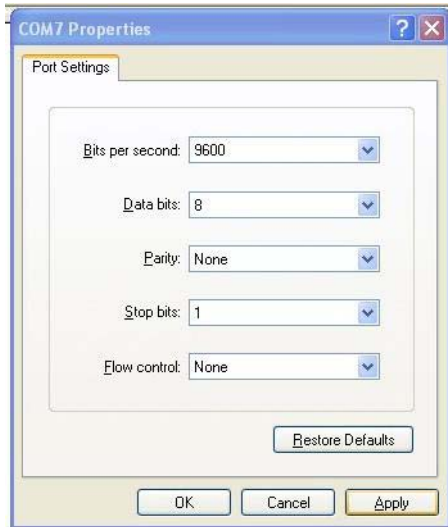 COM7 Properties
Port Settings
Bits per second: 9600
Data bits: 8
Parity: None
Stop bits: 1
Flow control: None
Restore Defaults
OK Cancel Apply